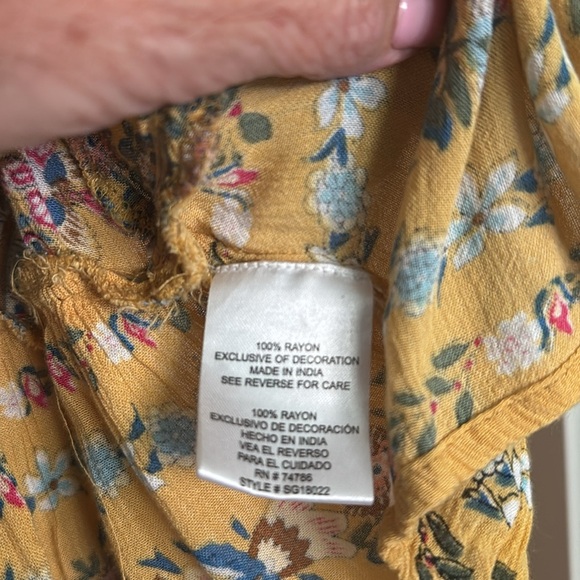 100% RAYON
EXCLUSIVE OF DECORATION
MADE IN INDIA
SEE REVERSE FOR CARE
100% RAYON
EXCLUSIVO DE DECORACIÓN
HECHO EN INDIA
VEA EL REVERSO
PARA EL CUIDADO
RN # 74786
STYLE # SG18022